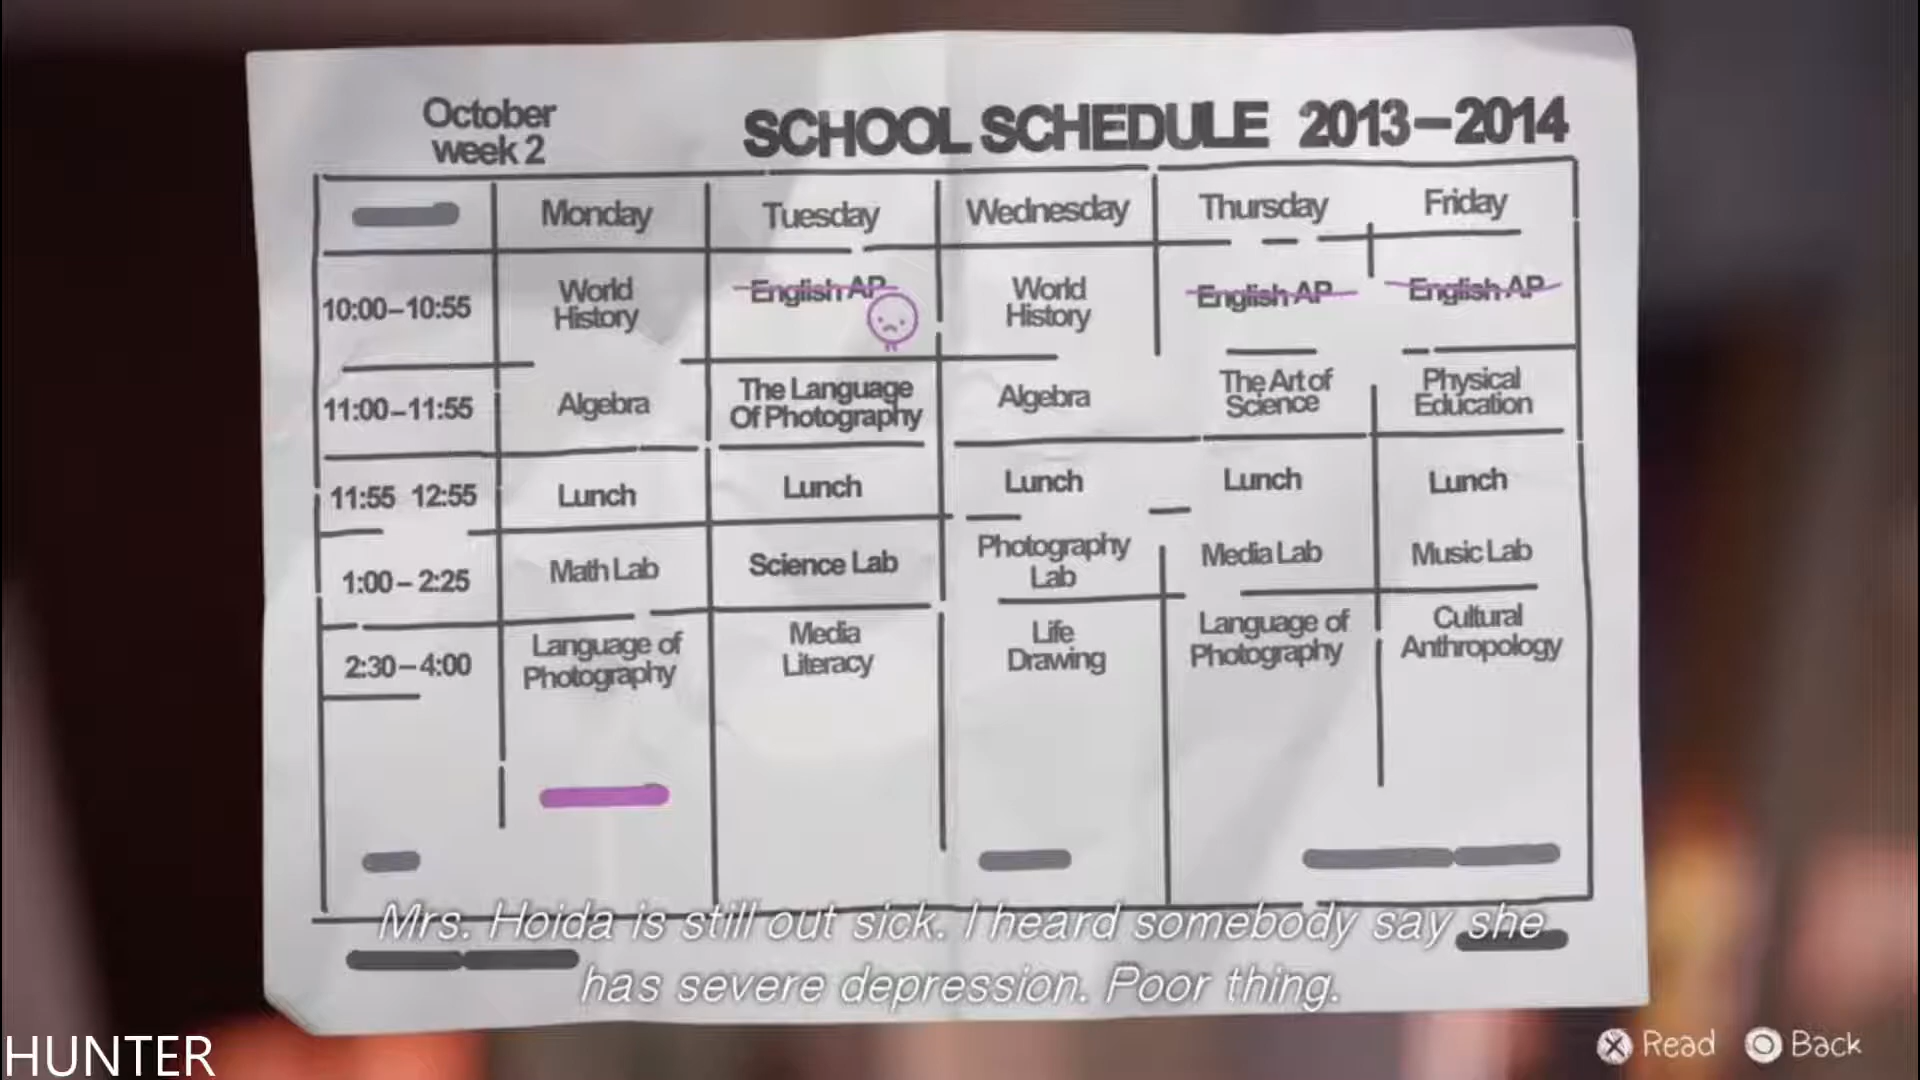 October
week 2
SCHOOL SCHEDULE 2013-2014
Monday Tuesday Wednesday Thursday Friday
10:00-10:55 World History English AP World History English AP English AP
11:00-11:55 Algebra The Language Of Photography Algebra The Art of Science Physical Education
11:55 12:55 Lunch Lunch Lunch Lunch Lunch
1:00-2:25 Math Lab Science Lab Photography Lab Media Lab Music Lab
2:30-4:00 Language of Photography Media Literacy Life Drawing Language of Photography Cultural Anthropology
Mrs. Hoida is still out sick. I heard somebody say she
has severe depression. Poor thing.
HUNTER
Read Back